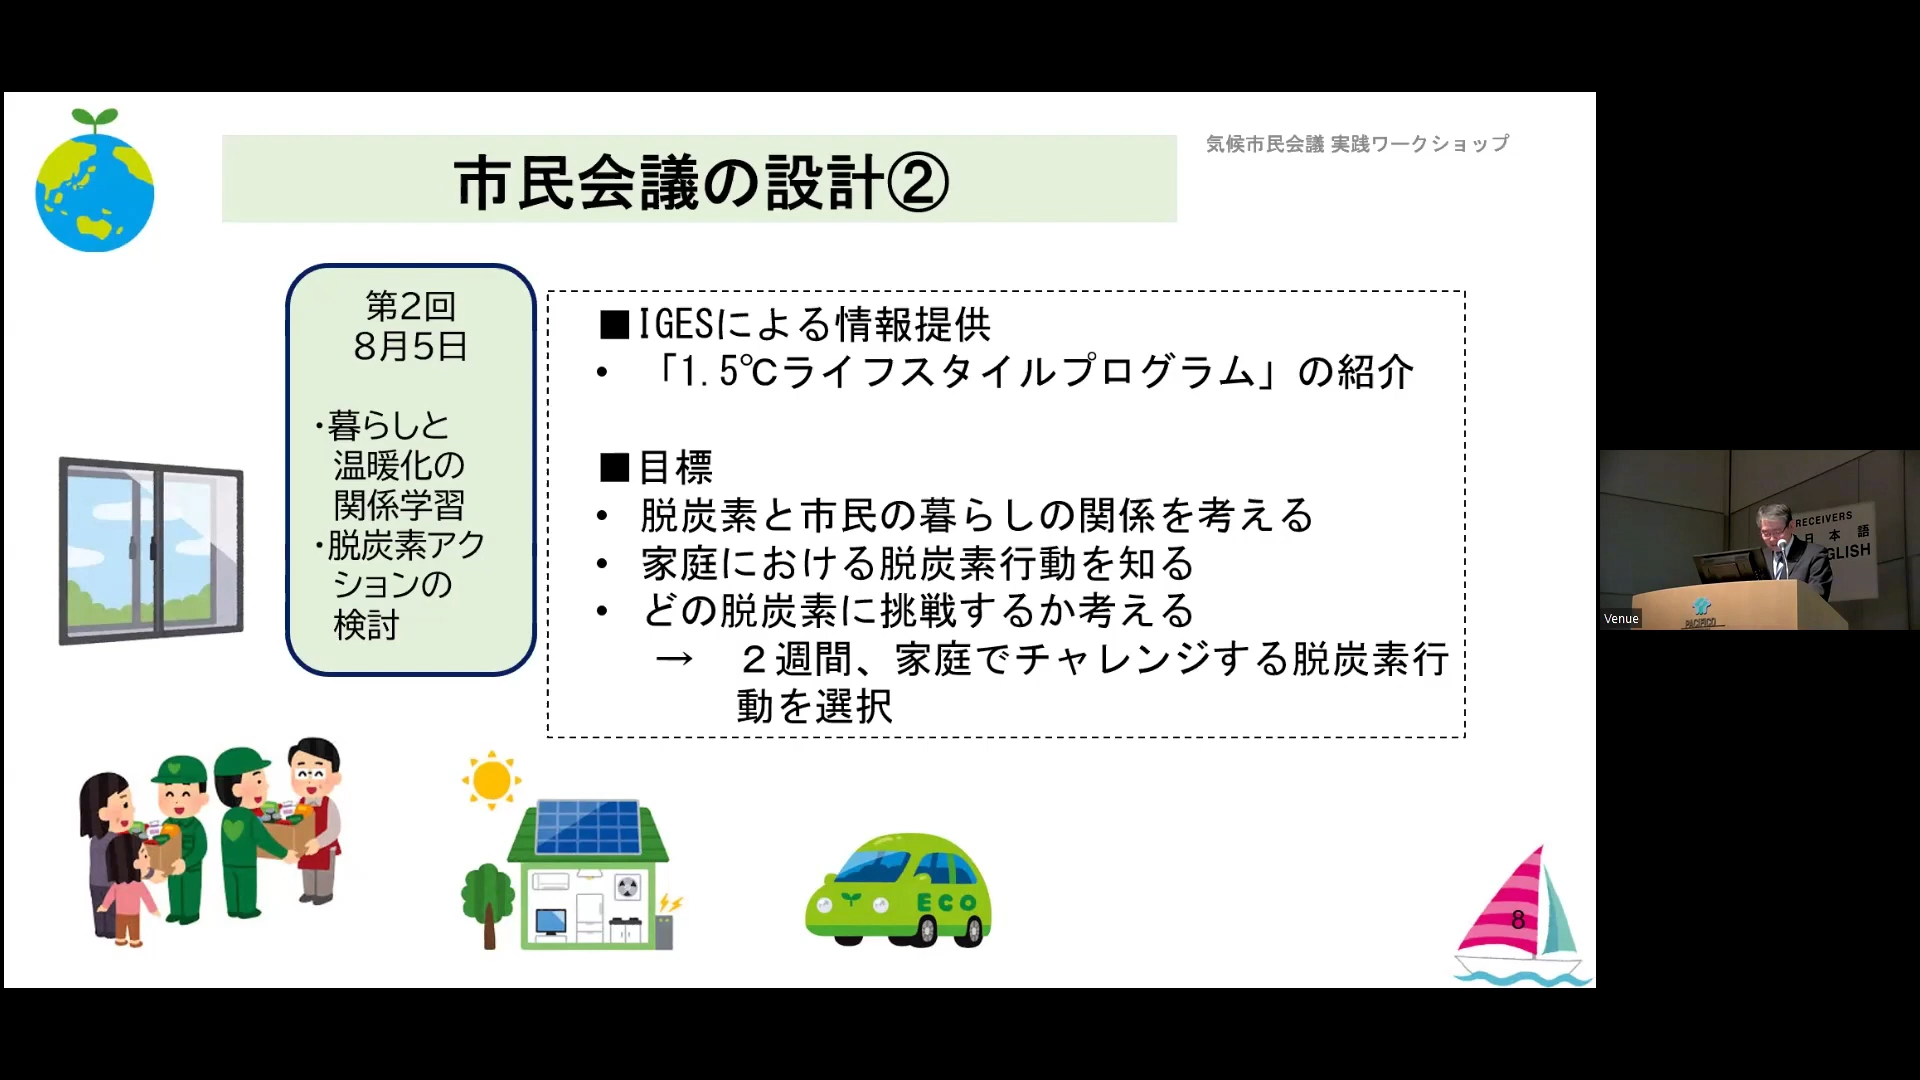 気候市民会議 実践ワークショップ
市民会議の設計②
第2回
8月5日
・暮らしと
温暖化の
関係学習
・脱炭素アク
ションの
検討
■IGESによる情報提供
• 「1.5℃ライフスタイルプログラム」の紹介
■目標
• 脱炭素と市民の暮らしの関係を考える
• 家庭における脱炭素行動を知る
• どの脱炭素に挑戦するか考える
→ ２週間、家庭でチャレンジする脱炭素行
動を選択
ECO
8
RECEIVERS
日本語
GLISH
PACIFICO
Venue